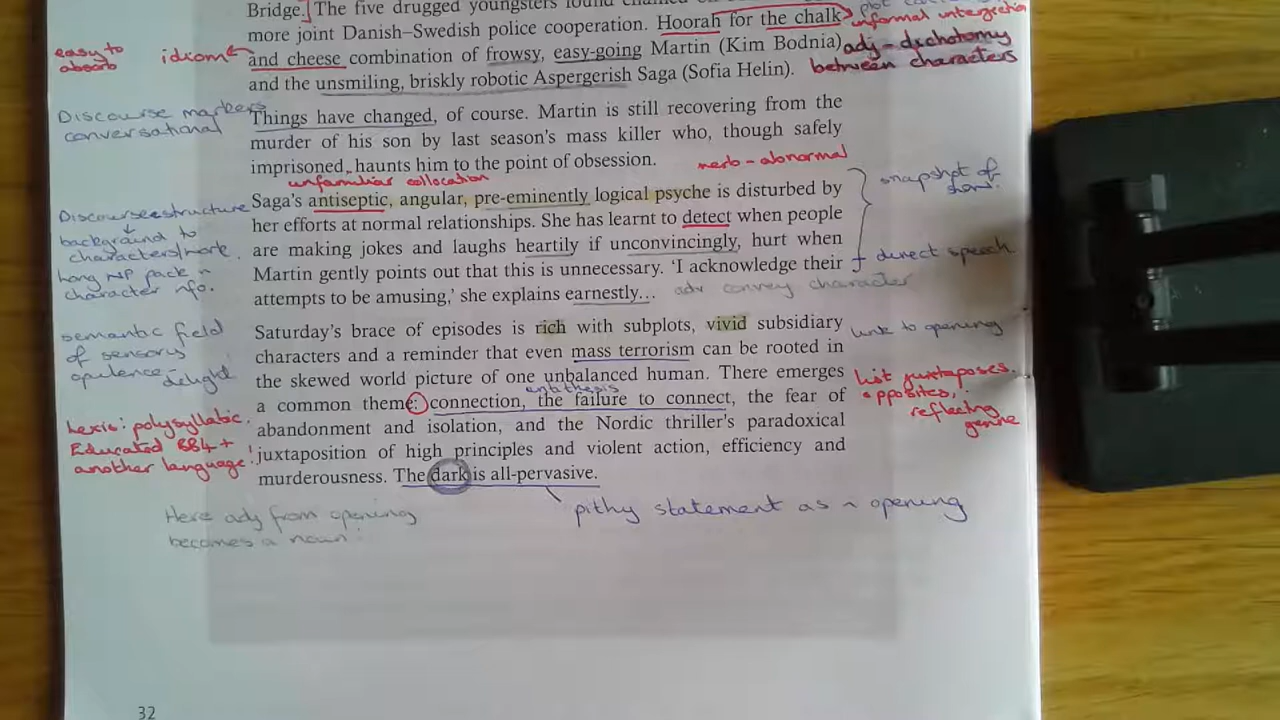 Bridge. The five drugged youngsters found chained on
more joint Danish–Swedish police cooperation. Hoorah for the chalk
informal
easy to
absorb
idiom
and cheese combination of frowsy, easy-going Martin (Kim Bodnia)
adj - dichotomy
between characters
and the unsmiling, briskly robotic Aspergerish Saga (Sofia Helin).
Discourse markers
conversational
Things have changed, of course. Martin is still recovering from the
murder of his son by last season's mass killer who, though safely
imprisoned, haunts him to the point of obsession.
unfamiliar collocation
verb - abnormal
snapshot of
show.
Saga's antiseptic, angular, pre-eminently logical psyche is disturbed by
her efforts at normal relationships. She has learnt to detect when people
are making jokes and laughs heartily if unconvincingly, hurt when
Martin gently points out that this is unnecessary. 'I acknowledge their
attempts to be amusing,' she explains earnestly...
Discourse structure
background to
characters/work.
Long NP pack n
character info.
+ direct speech.
adv convey character
semantic field
of sensory
opulence - delight
Saturday's brace of episodes is rich with subplots, vivid subsidiary
characters and a reminder that even mass terrorism can be rooted in
the skewed world picture of one unbalanced human. There emerges
antithesis
a common theme: connection, the failure to connect, the fear of
abandonment and isolation, and the Nordic thriller's paradoxical
juxtaposition of high principles and violent action, efficiency and
murderousness. The dark is all-pervasive.
link to opening
list juxtaposes
opposites,
reflecting
genre
Lexis: polysyllabic.
Educated
another language!
Here adj from opening
becomes a noun!
pithy statement as n opening
32